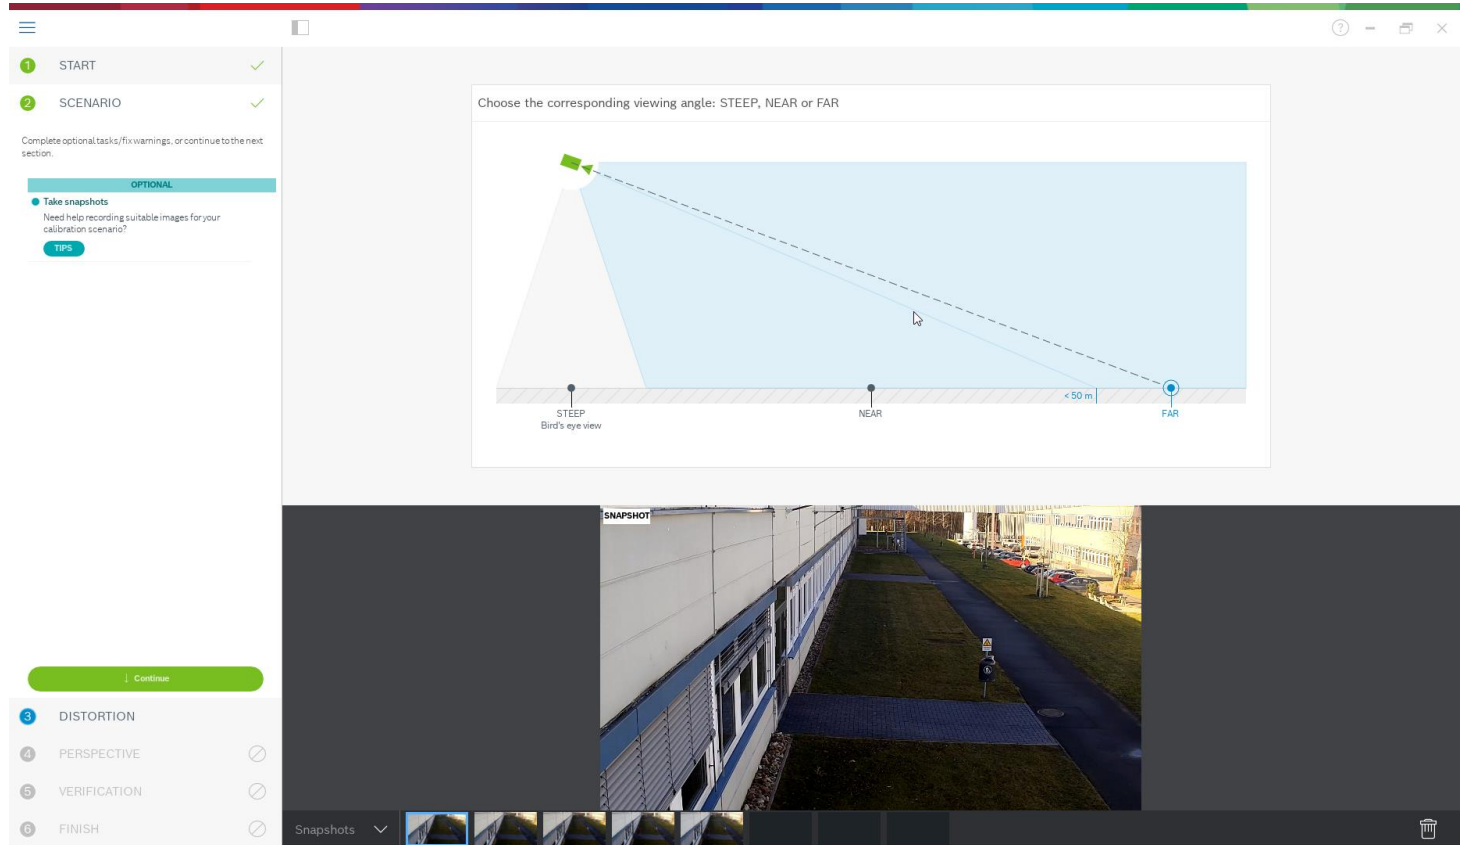 1 START
2 SCENARIO
Complete optional tasks/fix warnings, or continue to the next
section.
OPTIONAL
Take snapshots
Need help recording suitable images for your
calibration scenario?
TIPS
↓ Continue
3 DISTORTION
4 PERSPECTIVE
5 VERIFICATION
6 FINISH
?
Choose the corresponding viewing angle: STEEP, NEAR or FAR
< 50 m
STEEP
Bird's eye view
NEAR
FAR
SNAPSHOT
Snapshots